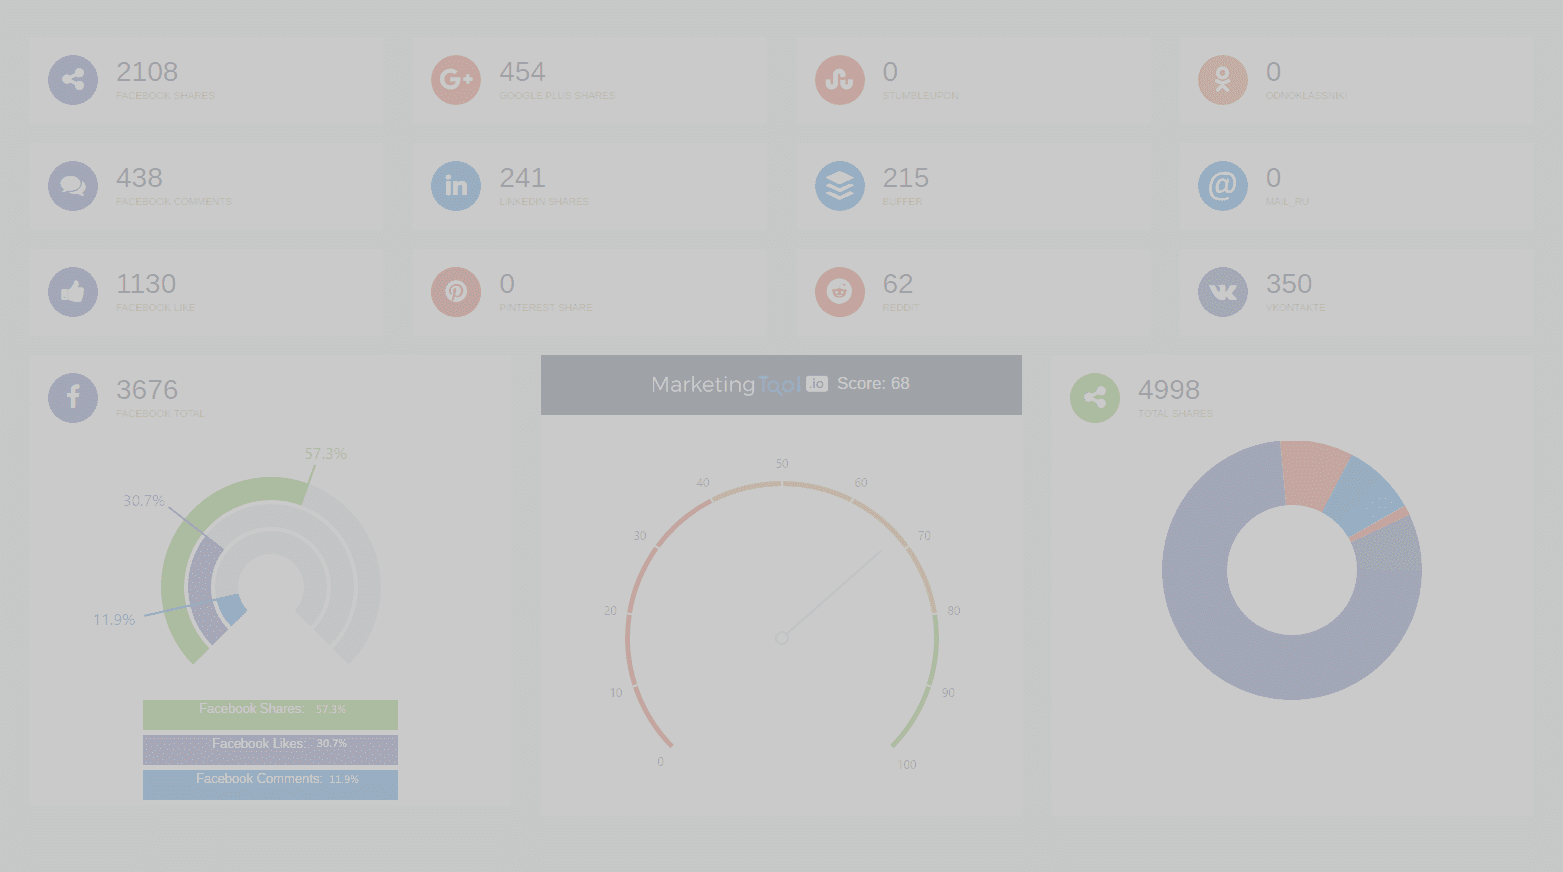 2108
FACEBOOK SHARES
454
GOOGLE PLUS SHARES
0
STUMBLEUPON
0
ODNOKLASSNIKI
438
FACEBOOK COMMENTS
241
LINKEDIN SHARES
215
BUFFER
0
MAIL_RU
1130
FACEBOOK LIKE
0
PINTEREST SHARE
62
REDDIT
350
VKONTAKTE
3676
FACEBOOK TOTAL
57.3%
30.7%
11.9%
Facebook Shares: 57.3%
Facebook Likes: 30.7%
Facebook Comments: 11.9%
MarketingTool.io Score: 68
50
40
60
30
70
20
80
10
90
0
100
4998
TOTAL SHARES